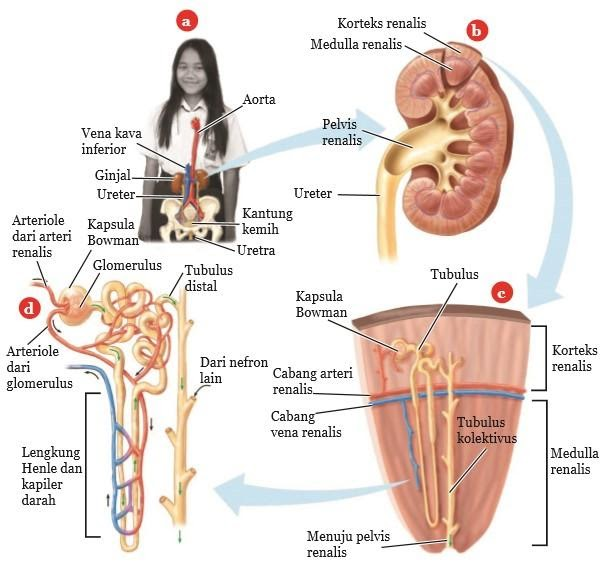 a
Aorta
Vena kava
inferior
Ginjal
Ureter
Kantung
kemih
Uretra
b
Korteks renalis
Medulla renalis
Pelvis
renalis
Ureter
c
Tubulus
Kapsula
Bowman
Korteks
renalis
Cabang arteri
renalis
Cabang
vena renalis
Tubulus
kolektivus
Medulla
renalis
Menuju pelvis
renalis
d
Arteriole
dari arteri
renalis
Kapsula
Bowman
Glomerulus
Tubulus
distal
Arteriole
dari
glomerulus
Dari nefron
lain
Lengkung
Henle dan
kapiler
darah